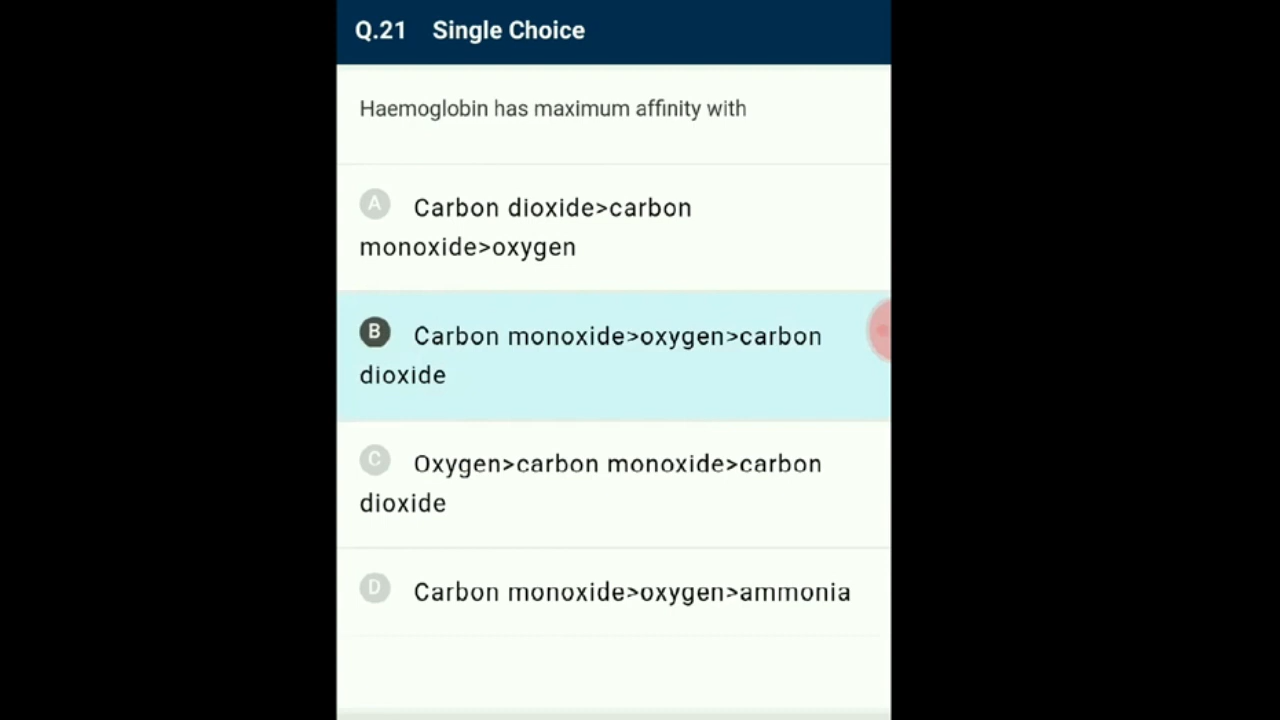 Q.21 Single Choice
Haemoglobin has maximum affinity with
A Carbon dioxide>carbon
monoxide>oxygen
B Carbon monoxide>oxygen>carbon
dioxide
C Oxygen>carbon monoxide>carbon
dioxide
D Carbon monoxide>oxygen>ammonia